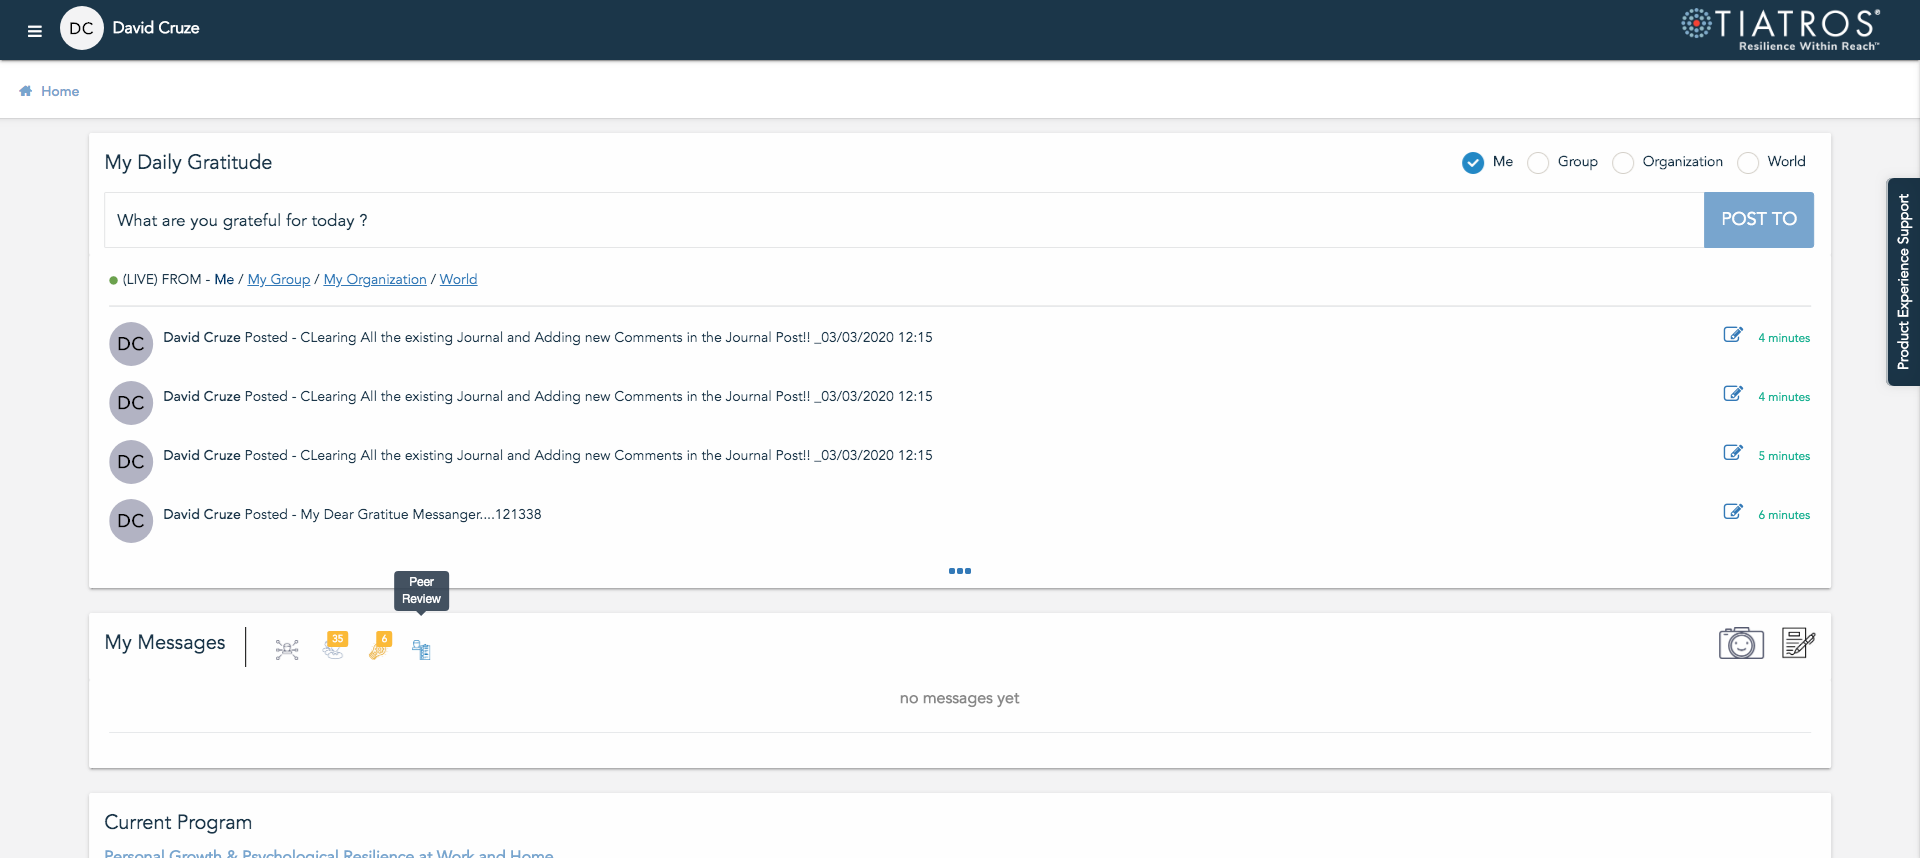 DC David Cruze
TIATROS®
Resilience Within Reach™
Home
My Daily Gratitude
Me Group Organization World
What are you grateful for today ?
POST TO
Product Experience Support
(LIVE) FROM - Me / My Group / My Organization / World
DC David Cruze Posted - CLearing All the existing Journal and Adding new Comments in the Journal Post!! _03/03/2020 12:15 4 minutes
DC David Cruze Posted - CLearing All the existing Journal and Adding new Comments in the Journal Post!! _03/03/2020 12:15 4 minutes
DC David Cruze Posted - CLearing All the existing Journal and Adding new Comments in the Journal Post!! _03/03/2020 12:15 5 minutes
DC David Cruze Posted - My Dear Gratitue Messanger....121338 6 minutes
Peer
Review
My Messages 35 6
no messages yet
Current Program
Personal Growth & Psychological Resilience at Work and Home